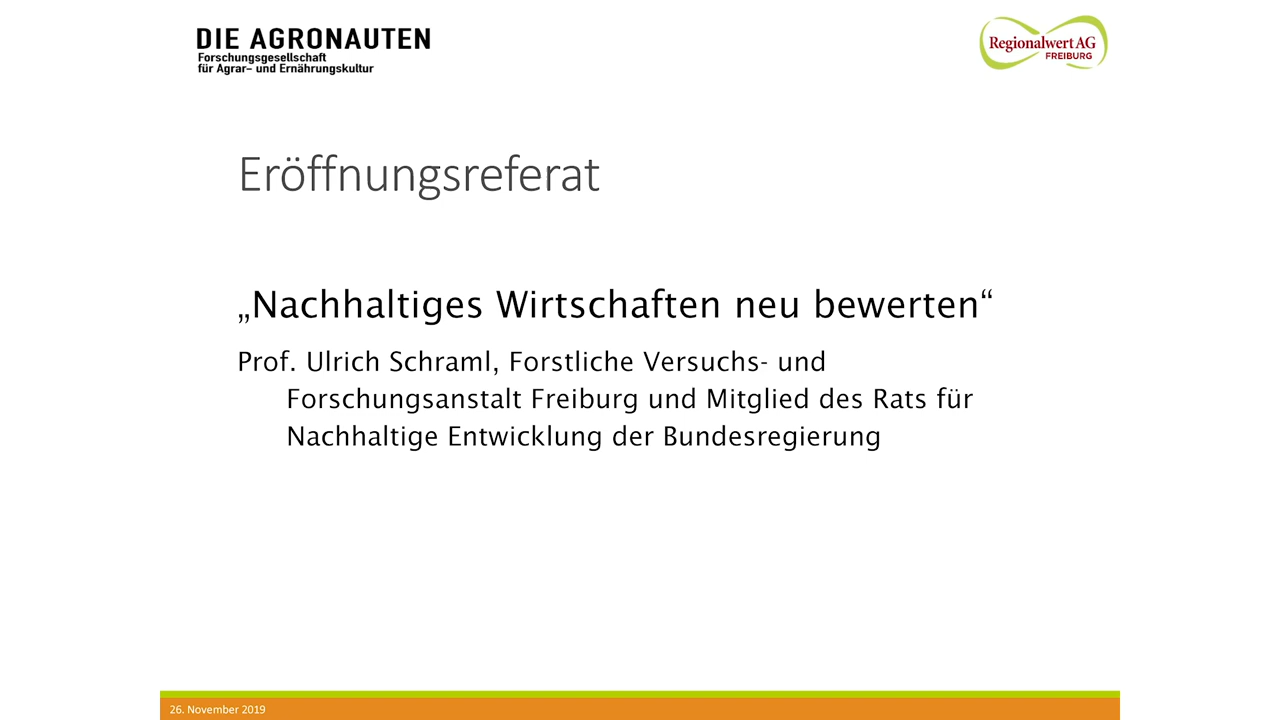 DIE AGRONAUTEN
Forschungsgesellschaft
für Agrar- und Ernährungskultur
Regionalwert AG
FREIBURG
Eröffnungsreferat
„Nachhaltiges Wirtschaften neu bewerten“
Prof. Ulrich Schraml, Forstliche Versuchs- und
Forschungsanstalt Freiburg und Mitglied des Rats für
Nachhaltige Entwicklung der Bundesregierung
26. November 2019